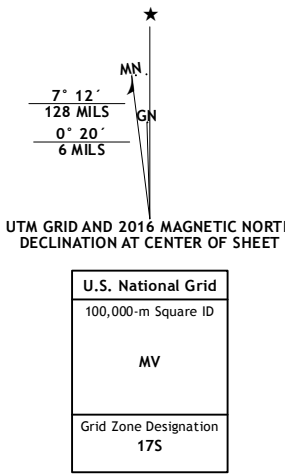 ★
MN
7° 12´
128 MILS
GN
0° 20´
6 MILS
UTM GRID AND 2016 MAGNETIC NORTH
DECLINATION AT CENTER OF SHEET
U.S. National Grid
100,000-m Square ID
MV
Grid Zone Designation
17S